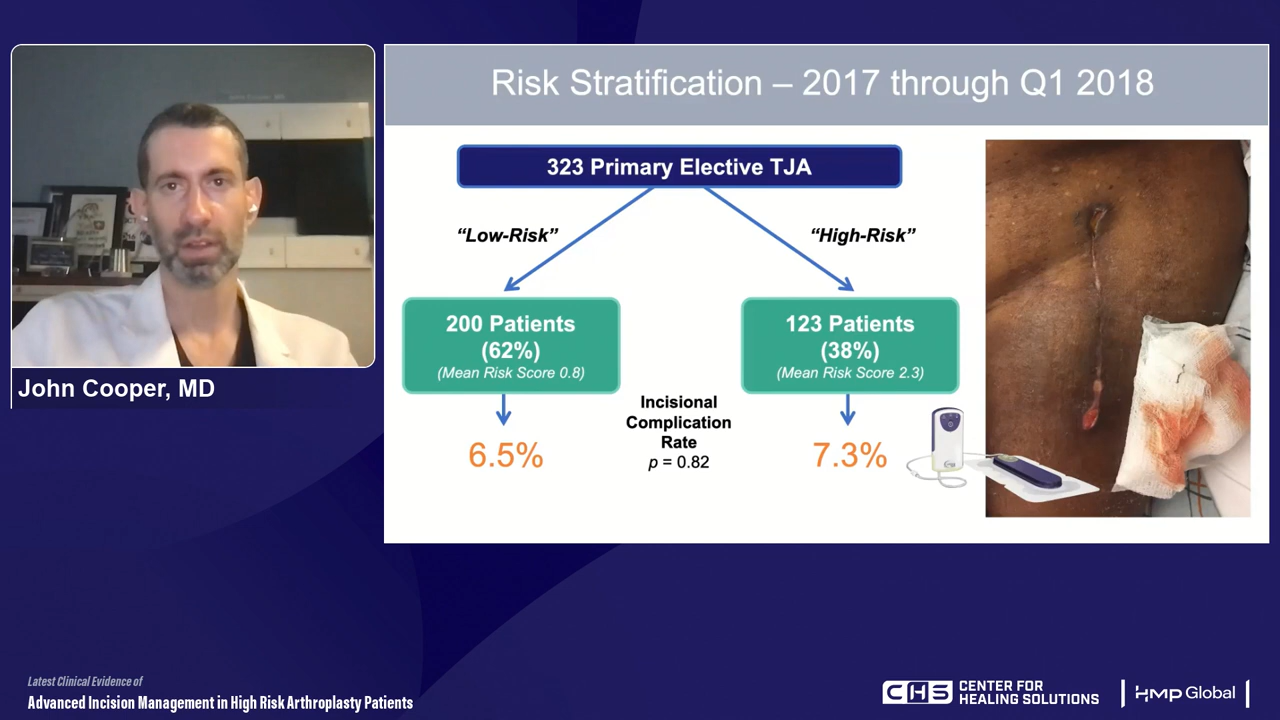 Risk Stratification – 2017 through Q1 2018
323 Primary Elective TJA
“Low-Risk”
“High-Risk”
200 Patients
(62%)
(Mean Risk Score 0.8)
123 Patients
(38%)
(Mean Risk Score 2.3)
Incisional
Complication
Rate
p = 0.82
6.5%
7.3%
John Cooper, MD
Latest Clinical Evidence of
Advanced Incision Management in High Risk Arthroplasty Patients
CHS
CENTER FOR
HEALING SOLUTIONS
HMP Global